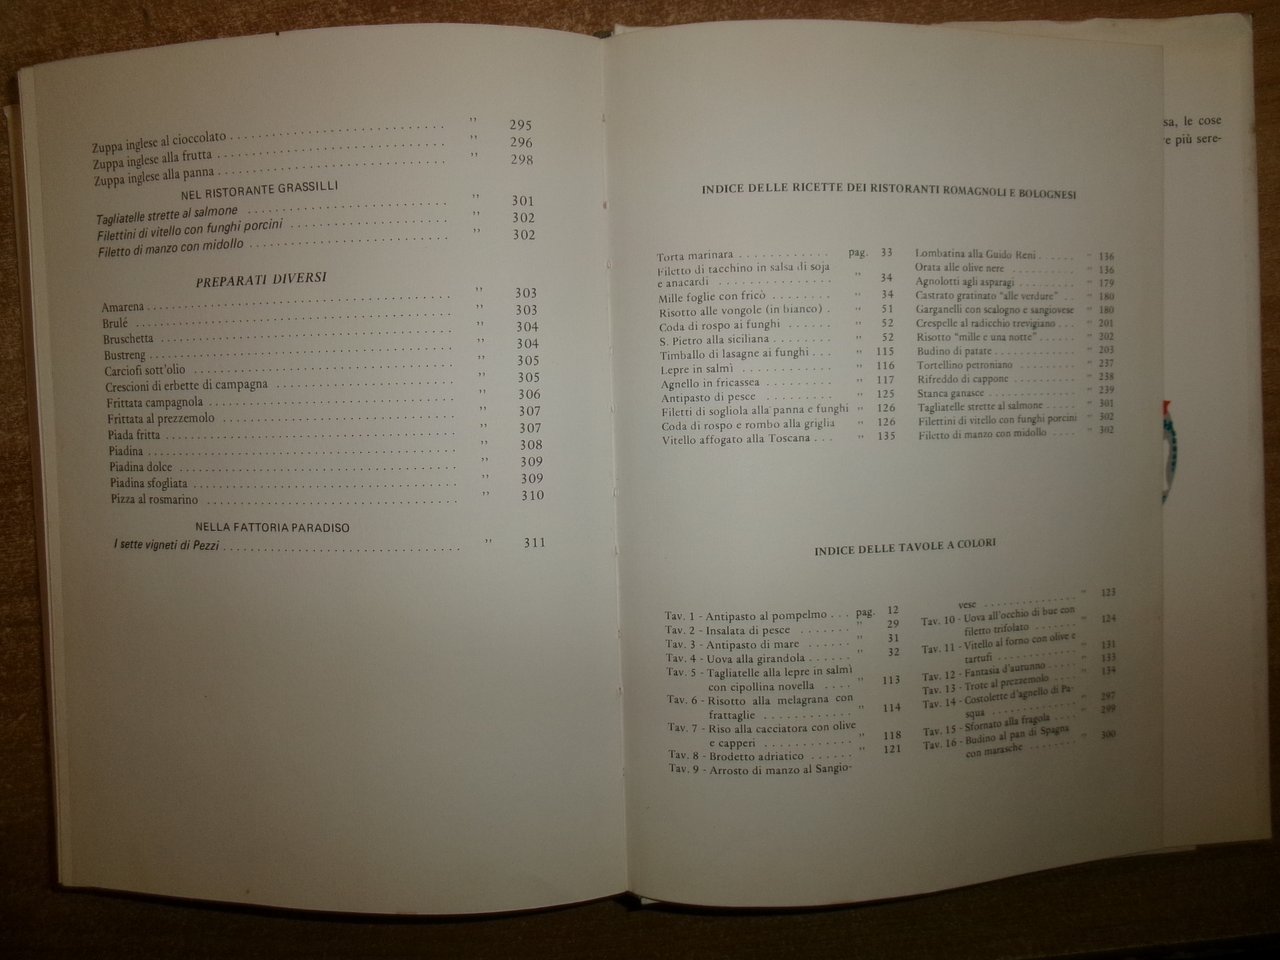 Zuppa inglese al cioccolato . . . . . . . . . . . . . . . . . . . . . . . . . . . . . . . ” 295
Zuppa inglese alla frutta . . . . . . . . . . . . . . . . . . . . . . . . . . . . . . . . ” 296
Zuppa inglese alla panna . . . . . . . . . . . . . . . . . . . . . . . . . . . . . . . . ” 298
NEL RISTORANTE GRASSILLI
Tagliatelle strette al salmone . . . . . . . . . . . . . . . . . . . . . . . . . . . . . ” 301
Filettini di vitello con funghi porcini . . . . . . . . . . . . . . . . . . . . . . . ” 302
Filetto di manzo con midollo . . . . . . . . . . . . . . . . . . . . . . . . . . . . . ” 302
PREPARATI DIVERSI
Amarena . . . . . . . . . . . . . . . . . . . . . . . . . . . . . . . . . . . . . . . . . . ” 303
Brulé . . . . . . . . . . . . . . . . . . . . . . . . . . . . . . . . . . . . . . . . . . . . ” 303
Bruschetta . . . . . . . . . . . . . . . . . . . . . . . . . . . . . . . . . . . . . . . . ” 304
Bustreng . . . . . . . . . . . . . . . . . . . . . . . . . . . . . . . . . . . . . . . . . ” 304
Carciofi sott'olio . . . . . . . . . . . . . . . . . . . . . . . . . . . . . . . . . . . . ” 305
Crescioni di erbette di campagna . . . . . . . . . . . . . . . . . . . . . . . . . . ” 305
Frittata campagnola . . . . . . . . . . . . . . . . . . . . . . . . . . . . . . . . . . ” 306
Frittata al prezzemolo . . . . . . . . . . . . . . . . . . . . . . . . . . . . . . . . . ” 307
Piada fritta . . . . . . . . . . . . . . . . . . . . . . . . . . . . . . . . . . . . . . . . ” 307
Piadina . . . . . . . . . . . . . . . . . . . . . . . . . . . . . . . . . . . . . . . . . . . ” 308
Piadina dolce . . . . . . . . . . . . . . . . . . . . . . . . . . . . . . . . . . . . . . ” 309
Piadina sfogliata . . . . . . . . . . . . . . . . . . . . . . . . . . . . . . . . . . . . ” 309
Pizza al rosmarino . . . . . . . . . . . . . . . . . . . . . . . . . . . . . . . . . . . ” 310
NELLA FATTORIA PARADISO
I sette vigneti di Pezzi . . . . . . . . . . . . . . . . . . . . . . . . . . . . . . . . ” 311
INDICE DELLE RICETTE DEI RISTORANTI ROMAGNOLI E BOLOGNESI
Torta marinara . . . . . . . . . . . . pag. 33
Filetto di tacchino in salsa di soja
e anacardi . . . . . . . . . . . . . . . ” 34
Mille foglie con fricò . . . . . . . . ” 34
Risotto alle vongole (in bianco) . ” 51
Coda di rospo ai funghi . . . . . . ” 52
S. Pietro alla siciliana . . . . . . . . ” 52
Timballo di lasagne ai funghi . . . ” 115
Lepre in salmì . . . . . . . . . . . . . ” 116
Agnello in fricassea . . . . . . . . . ” 117
Antipasto di pesce . . . . . . . . . . ” 125
Filetti di sogliola alla panna e funghi ” 126
Coda di rospo e rombo alla griglia ” 126
Vitello affogato alla Toscana . . . ” 135
Lombatina alla Guido Reni . . . . . ” 136
Orata alle olive nere . . . . . . . . . ” 136
Agnolotti agli asparagi . . . . . . . . ” 179
Castrato gratinato “alle verdure” . . ” 180
Garganelli con scalogno e sangiovese ” 180
Crespelle al radicchio trevigiano . . . ” 201
Risotto “mille e una notte” . . . . . . ” 202
Budino di patate . . . . . . . . . . . . ” 203
Tortellino petroniano . . . . . . . . . ” 237
Rifreddo di cappone . . . . . . . . . ” 238
Stanca ganasce . . . . . . . . . . . . . ” 239
Tagliatelle strette al salmone . . . . . ” 301
Filettini di vitello con funghi porcini ” 302
Filetto di manzo con midollo . . . . ” 302
INDICE DELLE TAVOLE A COLORI
Tav. 1 - Antipasto al pompelmo . . . pag. 12
Tav. 2 - Insalata di pesce . . . . . . . ” 29
Tav. 3 - Antipasto di mare . . . . . . ” 31
Tav. 4 - Uova alla girandola . . . . . . ” 32
Tav. 5 - Tagliatelle alla lepre in salmì
con cipollina novella . . . . ” 113
Tav. 6 - Risotto alla melagrana con
frattaglie . . . . . . . . . . . . ” 114
Tav. 7 - Riso alla cacciatora con olive
e capperi . . . . . . . . . . . . ” 118
Tav. 8 - Brodetto adriatico . . . . . . ” 121
Tav. 9 - Arrosto di manzo al Sangio-
vese . . . . . . . . . . . . . . . ” 123
Tav. 10 - Uova all'occhio di bue con
filetto trifolato . . . . . . . ” 124
Tav. 11 - Vitello al forno con olive e
tartufi . . . . . . . . . . . . . ” 131
Tav. 12 - Fantasia d'autunno . . . . . ” 133
Tav. 13 - Trote al prezzemolo . . . . ” 134
Tav. 14 - Costolette d'agnello di Pa-
squa . . . . . . . . . . . . . . ” 297
Tav. 15 - Sfornato alla fragola . . . . ” 299
Tav. 16 - Budino al pan di Spagna
con marasche . . . . . . . . ” 300
sa, le cose
re più sere-